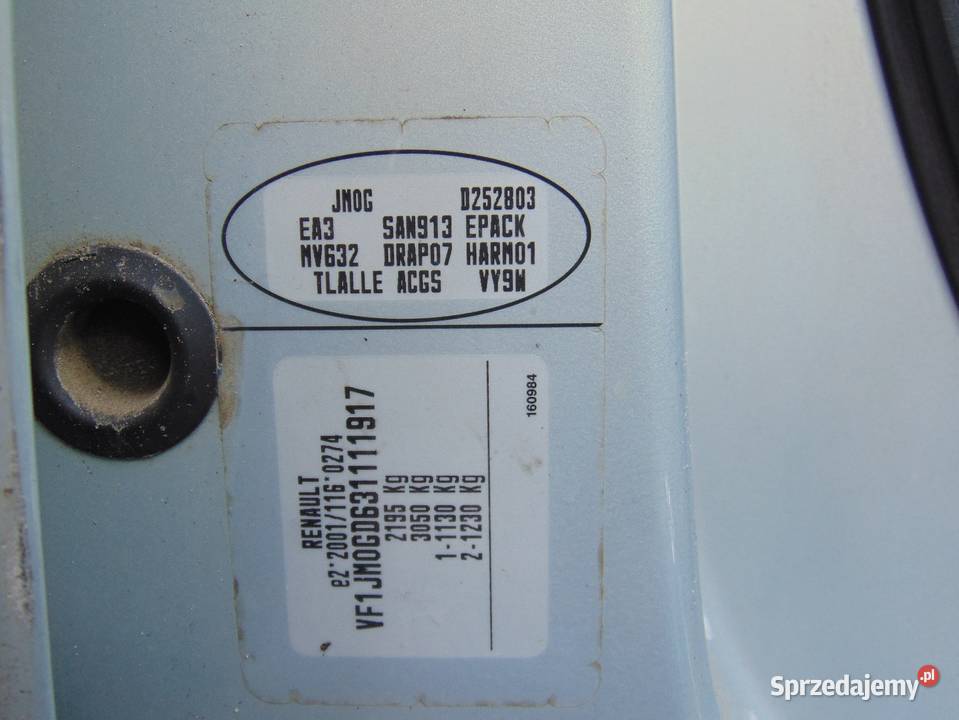 JM0G D252803
EA3 SAN913 EPACK
MV632 DRAP07 HARM01
TLALLE ACGS VY9W
RENAULT
e2*2001/116*0274
VF1JM0GD631111917
2195 Kg
3050 Kg
1-1130 Kg
2-1230 Kg
160984
Sprzedajemy.pl